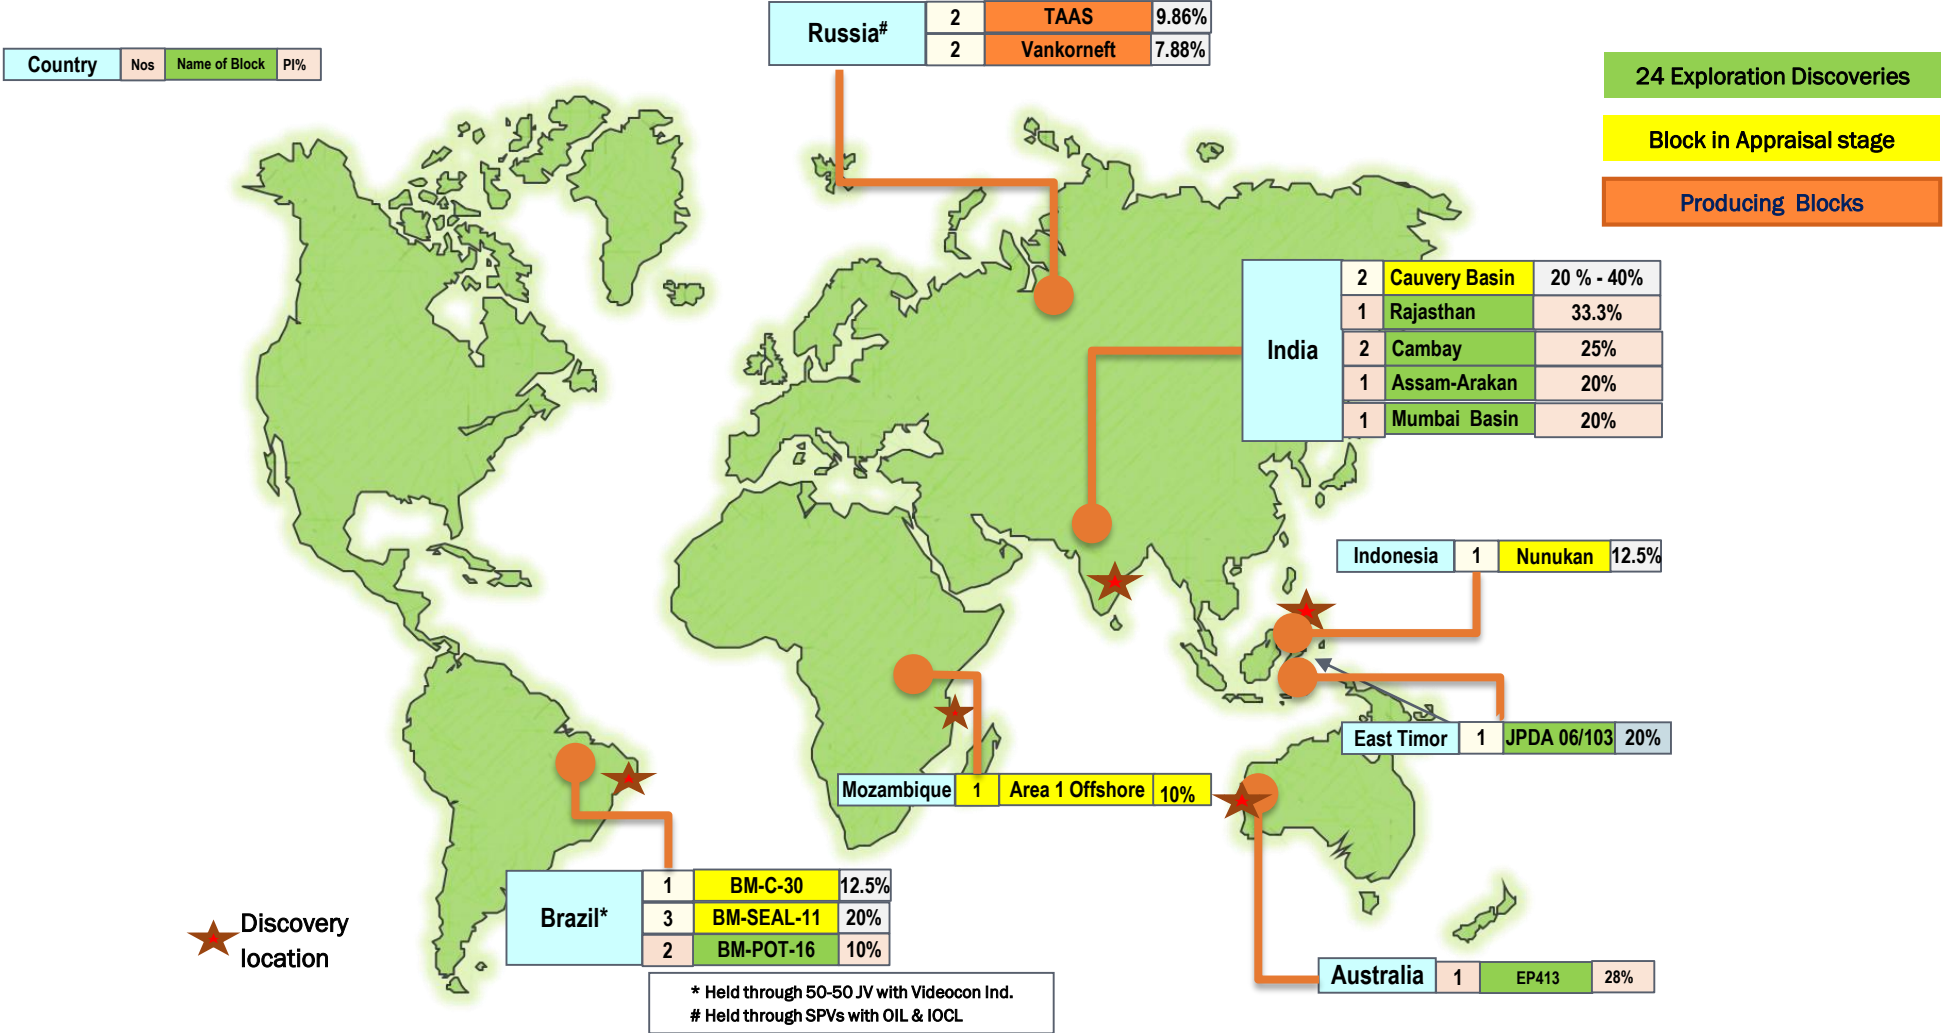 Russia# 2 TAAS 9.86%
2 Vankorneft 7.88%
Country Nos Name of Block PI%
24 Exploration Discoveries
Block in Appraisal stage
Producing Blocks
India
2 Cauvery Basin 20 % - 40%
1 Rajasthan 33.3%
2 Cambay 25%
1 Assam-Arakan 20%
1 Mumbai Basin 20%
Indonesia 1 Nunukan 12.5%
East Timor 1 JPDA 06/103 20%
Mozambique 1 Area 1 Offshore 10%
Brazil*
1 BM-C-30 12.5%
3 BM-SEAL-11 20%
2 BM-POT-16 10%
Discovery
location
Australia 1 EP413 28%
* Held through 50-50 JV with Videocon Ind.
# Held through SPVs with OIL & IOCL